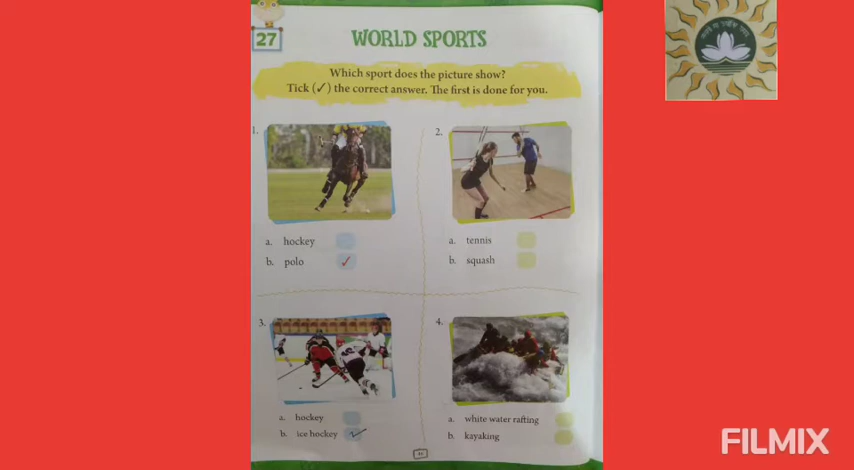 27
WORLD SPORTS
Which sport does the picture show?
Tick (✓) the correct answer. The first is done for you.
1.
a. hockey
b. polo ✓
2.
a. tennis
b. squash
3.
a. hockey
b. ice hockey ✓
4.
a. white water rafting
b. kayaking
FILMIX